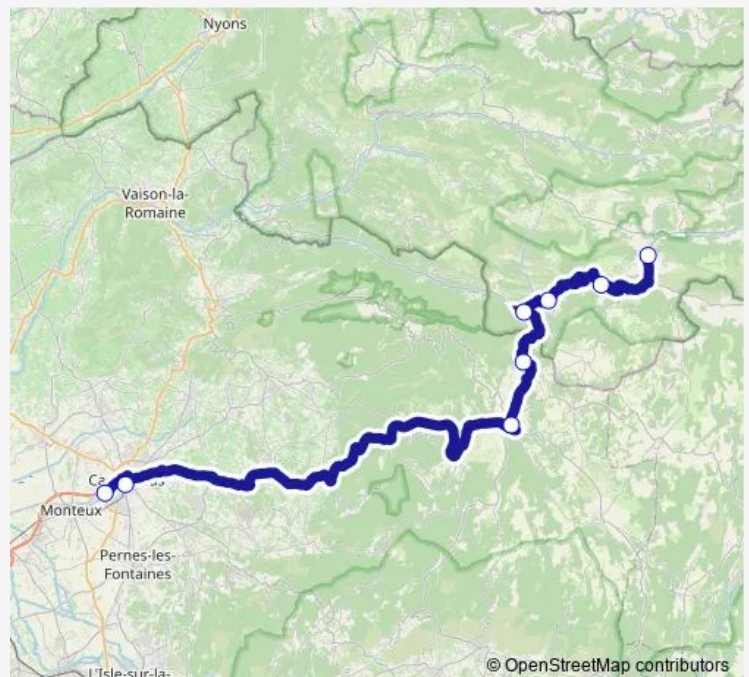 Nyons
Vaison-la-
Romaine
Monteux
Pernes-les-
Fontaines
L'Isle-sur-la-
© OpenStreetMap contributors